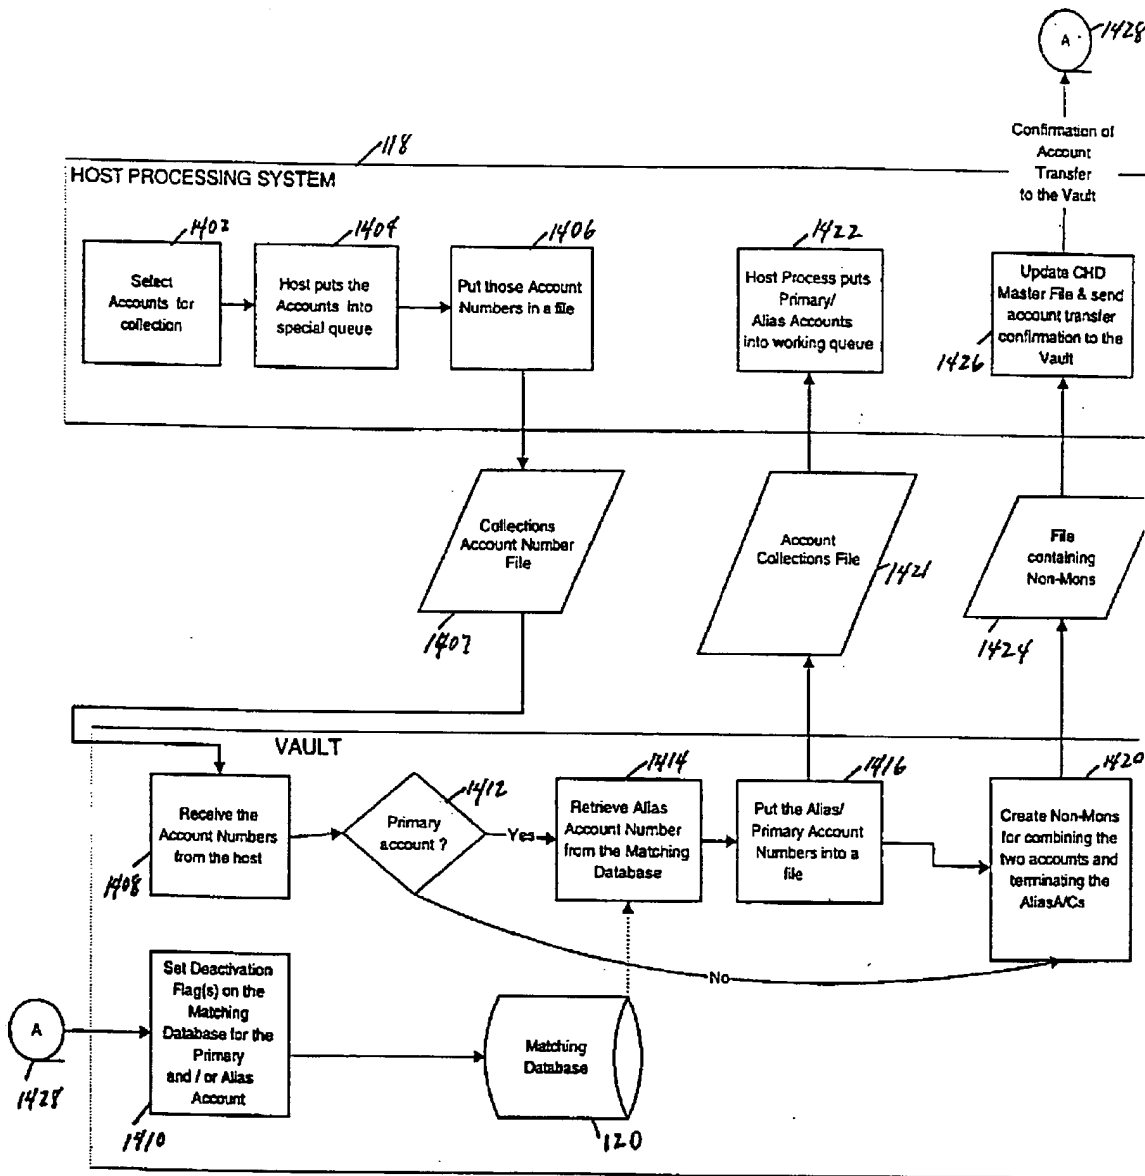 A
1428
Confirmation of
Account
Transfer
to the Vault
118
HOST PROCESSING SYSTEM
1402
Select
Accounts for
collection
1404
Host puts the
Accounts into
special queue
1406
Put those Account
Numbers in a file
1422
Host Process puts
Primary/
Alias Accounts
into working queue
Update CHD
Master File & send
account transfer
confirmation to the
Vault
1426
Collections
Account Number
File
1407
Account
Collections File
1421
File
containing
Non-Mons
1424
VAULT
Receive the
Account Numbers
from the host
1408
1412
Primary
account ?
Yes
No
1414
Retrieve Alias
Account Number
from the Matching
Database
1416
Put the Alias/
Primary Account
Numbers into a
file
1420
Create Non-Mons
for combining the
two accounts and
terminating the
AliasA/Cs
A
1428
Set Deactivation
Flag(s) on the
Matching
Database for the
Primary
and / or Alias
Account
1410
Matching
Database
120